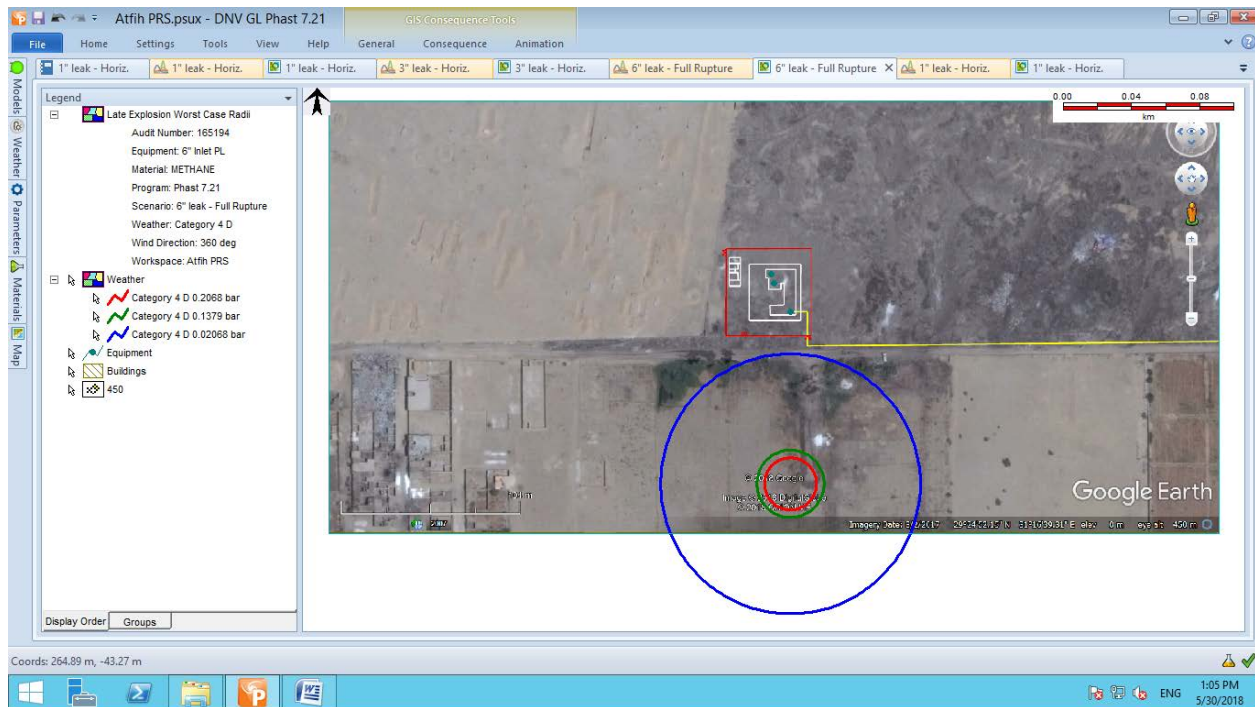 Atfih PRS.psux - DNV GL Phast 7.21
GIS Consequence Tools
File Home Settings Tools View Help General Consequence Animation
1" leak - Horiz. 1" leak - Horiz. 1" leak - Horiz. 3" leak - Horiz. 3" leak - Horiz. 6" leak - Full Rupture 6" leak - Full Rupture 1" leak - Horiz. 1" leak - Horiz.
Models
Weather
Parameters
Materials
Map
Legend
Late Explosion Worst Case Radii
Audit Number: 165194
Equipment: 6" Inlet PL
Material: METHANE
Program: Phast 7.21
Scenario: 6" leak - Full Rupture
Weather: Category 4 D
Wind Direction: 360 deg
Workspace: Atfih PRS
Weather
Category 4 D 0.2068 bar
Category 4 D 0.1379 bar
Category 4 D 0.02068 bar
Equipment
Buildings
450
Display Order Groups
0.00 0.04 0.08
km
Google Earth
2007
eye alt 450 m
Coords: 264.89 m, -43.27 m
ENG
1:05 PM
5/30/2018